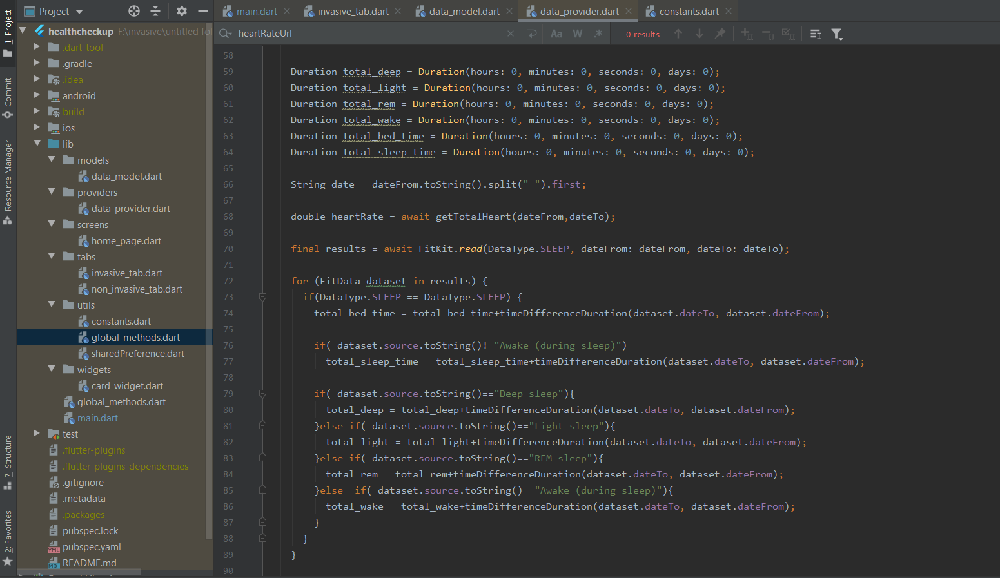 1: Project
Commit
Resource Manager
7: Structure
2: Favorites
Project
healthcheckup F:\invasive\untitled fol
.dart_tool
.gradle
.idea
android
build
ios
lib
models
data_model.dart
providers
data_provider.dart
screens
home_page.dart
tabs
invasive_tab.dart
non_invasive_tab.dart
utils
constants.dart
global_methods.dart
sharedPreference.dart
widgets
card_widget.dart
global_methods.dart
main.dart
test
.flutter-plugins
.flutter-plugins-dependencies
.gitignore
.metadata
.packages
pubspec.lock
pubspec.yaml
README.md
main.dart invasive_tab.dart data_model.dart data_provider.dart constants.dart
heartRateUrl Aa W .* 0 results
58
59 Duration total_deep = Duration(hours: 0, minutes: 0, seconds: 0, days: 0);
60 Duration total_light = Duration(hours: 0, minutes: 0, seconds: 0, days: 0);
61 Duration total_rem = Duration(hours: 0, minutes: 0, seconds: 0, days: 0);
62 Duration total_wake = Duration(hours: 0, minutes: 0, seconds: 0, days: 0);
63 Duration total_bed_time = Duration(hours: 0, minutes: 0, seconds: 0, days: 0);
64 Duration total_sleep_time = Duration(hours: 0, minutes: 0, seconds: 0, days: 0);
65
66 String date = dateFrom.toString().split(" ").first;
67
68 double heartRate = await getTotalHeart(dateFrom,dateTo);
69
70 final results = await FitKit.read(DataType.SLEEP, dateFrom: dateFrom, dateTo: dateTo);
71
72 for (FitData dataset in results) {
73 if(DataType.SLEEP == DataType.SLEEP) {
74 total_bed_time = total_bed_time+timeDifferenceDuration(dataset.dateTo, dataset.dateFrom);
75
76 if( dataset.source.toString()!="Awake (during sleep)")
77 total_sleep_time = total_sleep_time+timeDifferenceDuration(dataset.dateTo, dataset.dateFrom);
78
79 if( dataset.source.toString()=="Deep sleep"){
80 total_deep = total_deep+timeDifferenceDuration(dataset.dateTo, dataset.dateFrom);
81 }else if( dataset.source.toString()=="Light sleep"){
82 total_light = total_light+timeDifferenceDuration(dataset.dateTo, dataset.dateFrom);
83 }else if( dataset.source.toString()=="REM sleep"){
84 total_rem = total_rem+timeDifferenceDuration(dataset.dateTo, dataset.dateFrom);
85 }else  if( dataset.source.toString()=="Awake (during sleep)"){
86 total_wake = total_wake+timeDifferenceDuration(dataset.dateTo, dataset.dateFrom);
87 }
88 }
89 }
90